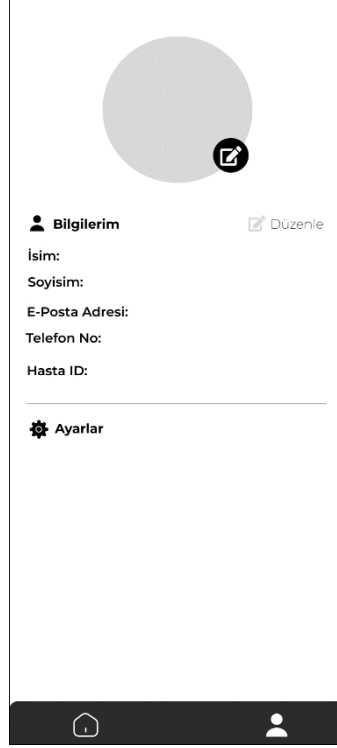 Bilgilerim
Düzenle
İsim:
Soyisim:
E-Posta Adresi:
Telefon No:
Hasta ID:
Ayarlar